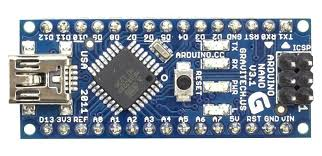 D12 D11 D10 D9 D8 D7 D6 D5 D4 D3 D2 GND RST RX0 TX1
TX RX PWR L
RESET
ARDUINO.CC
GRAVITECH.US
ARDUINO
NANO
V3.0
ICSP
1
USA
2011
D13 3V3 REF A0 A1 A2 A3 A4 A5 A6 A7 5V RST GND VIN